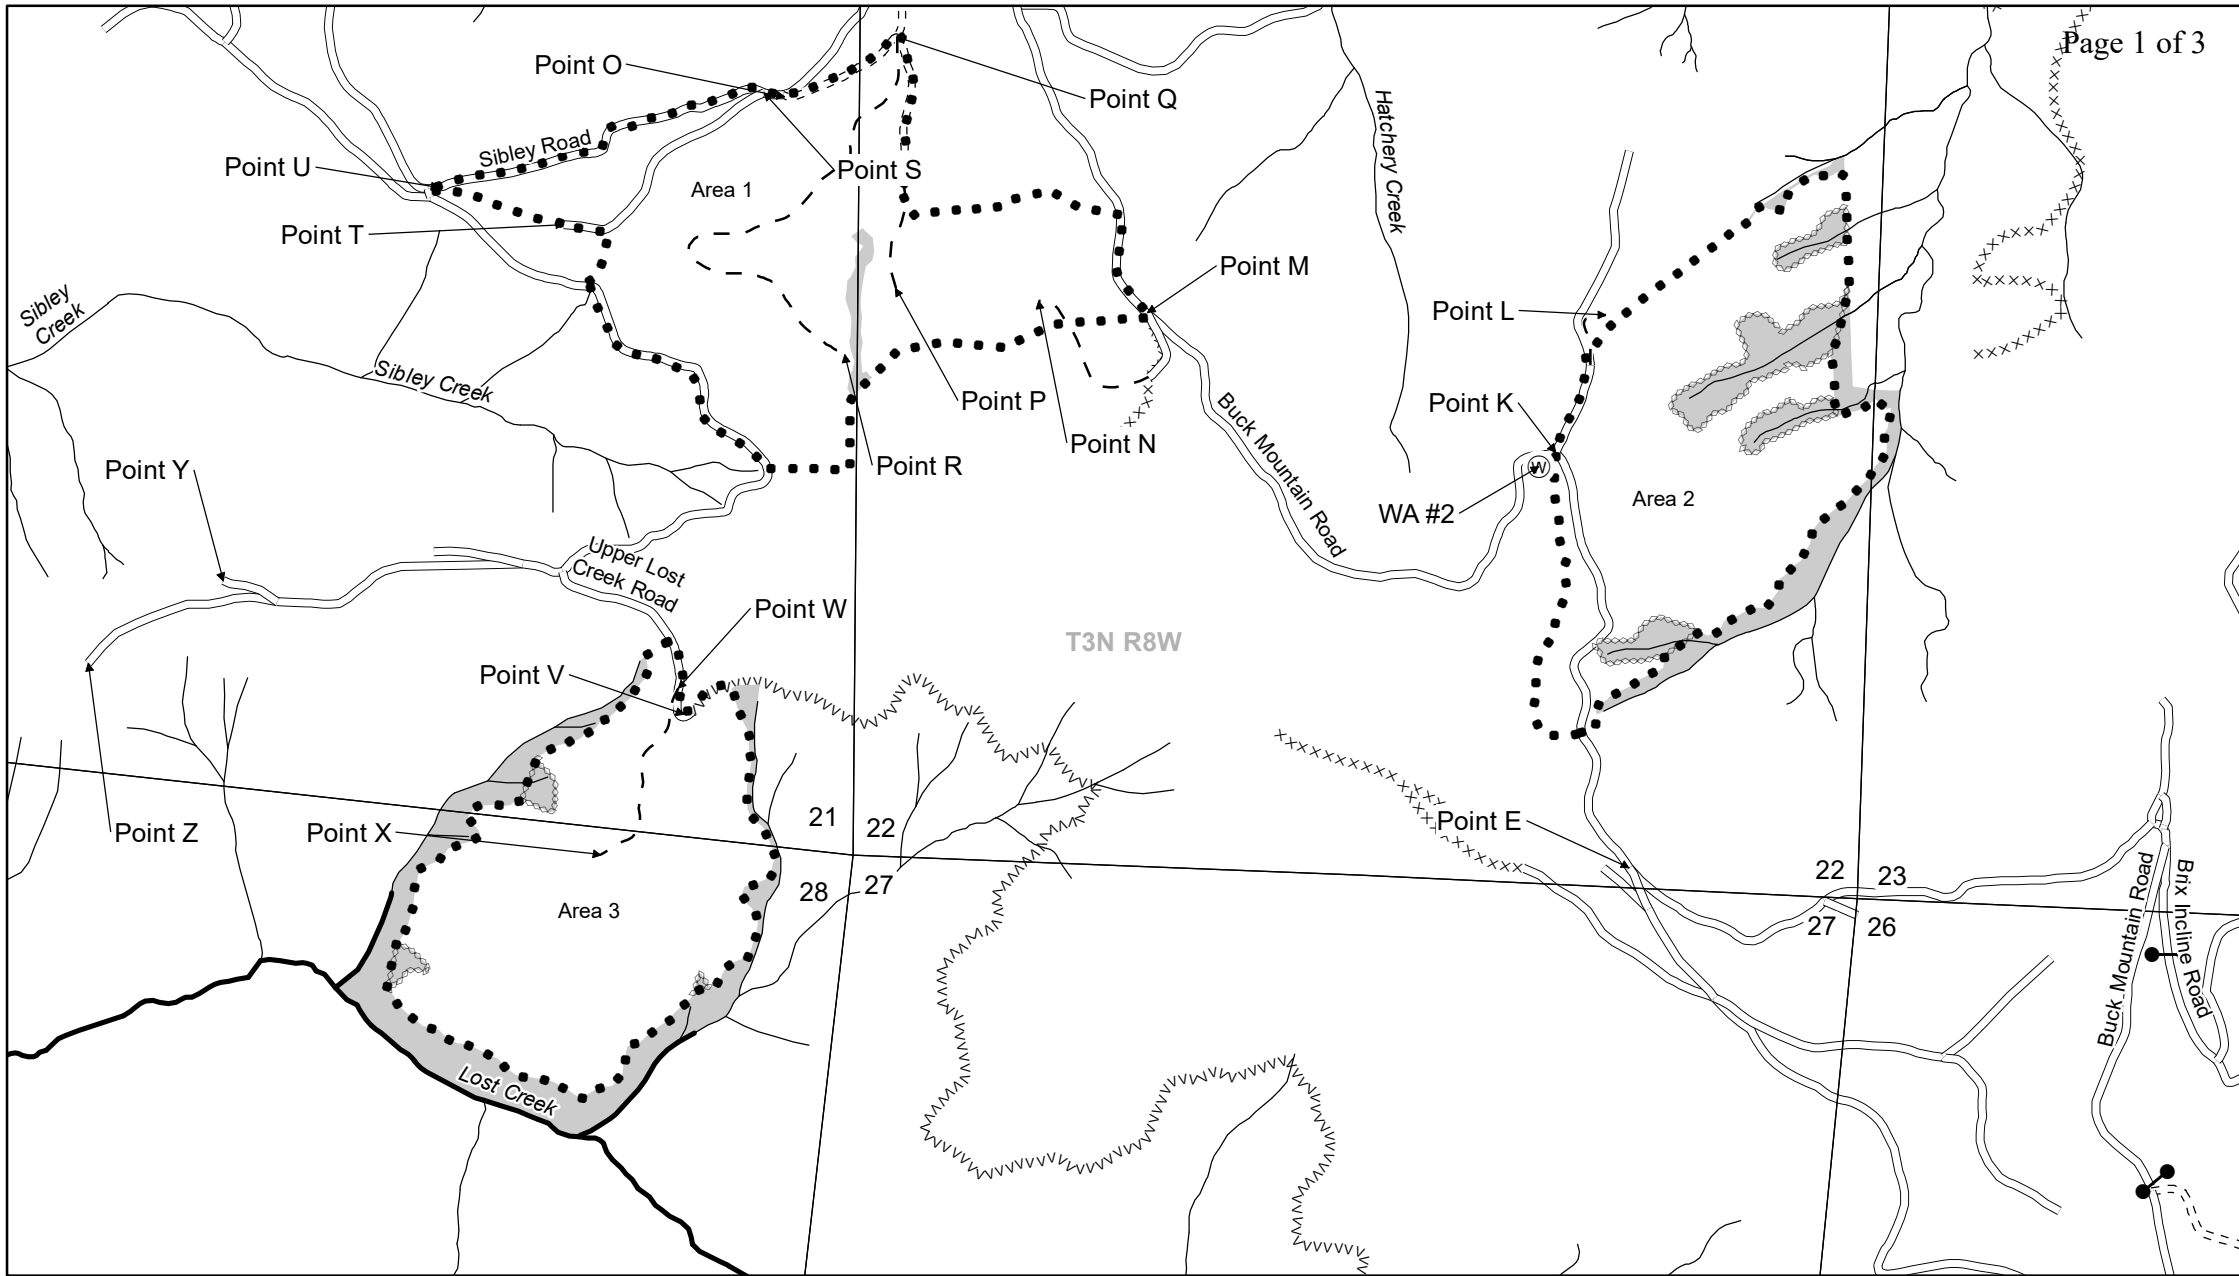 Page 1 of 3
Point O
Point Q
Sibley Road
Point U
Point S
Area 1
Hatchery Creek
Point T
Point M
Sibley
Creek
Point L
Sibley Creek
Point P
Point K
Buck Mountain Road
Point N
Point R
Point Y
W
WA #2
Area 2
Upper Lost
Creek Road
Point W
T3N R8W
Point V
Point Z
Point X
21
22
Point E
22
23
28
27
27
26
Area 3
Buck Mountain Road
Brix Incline Road
Lost Creek